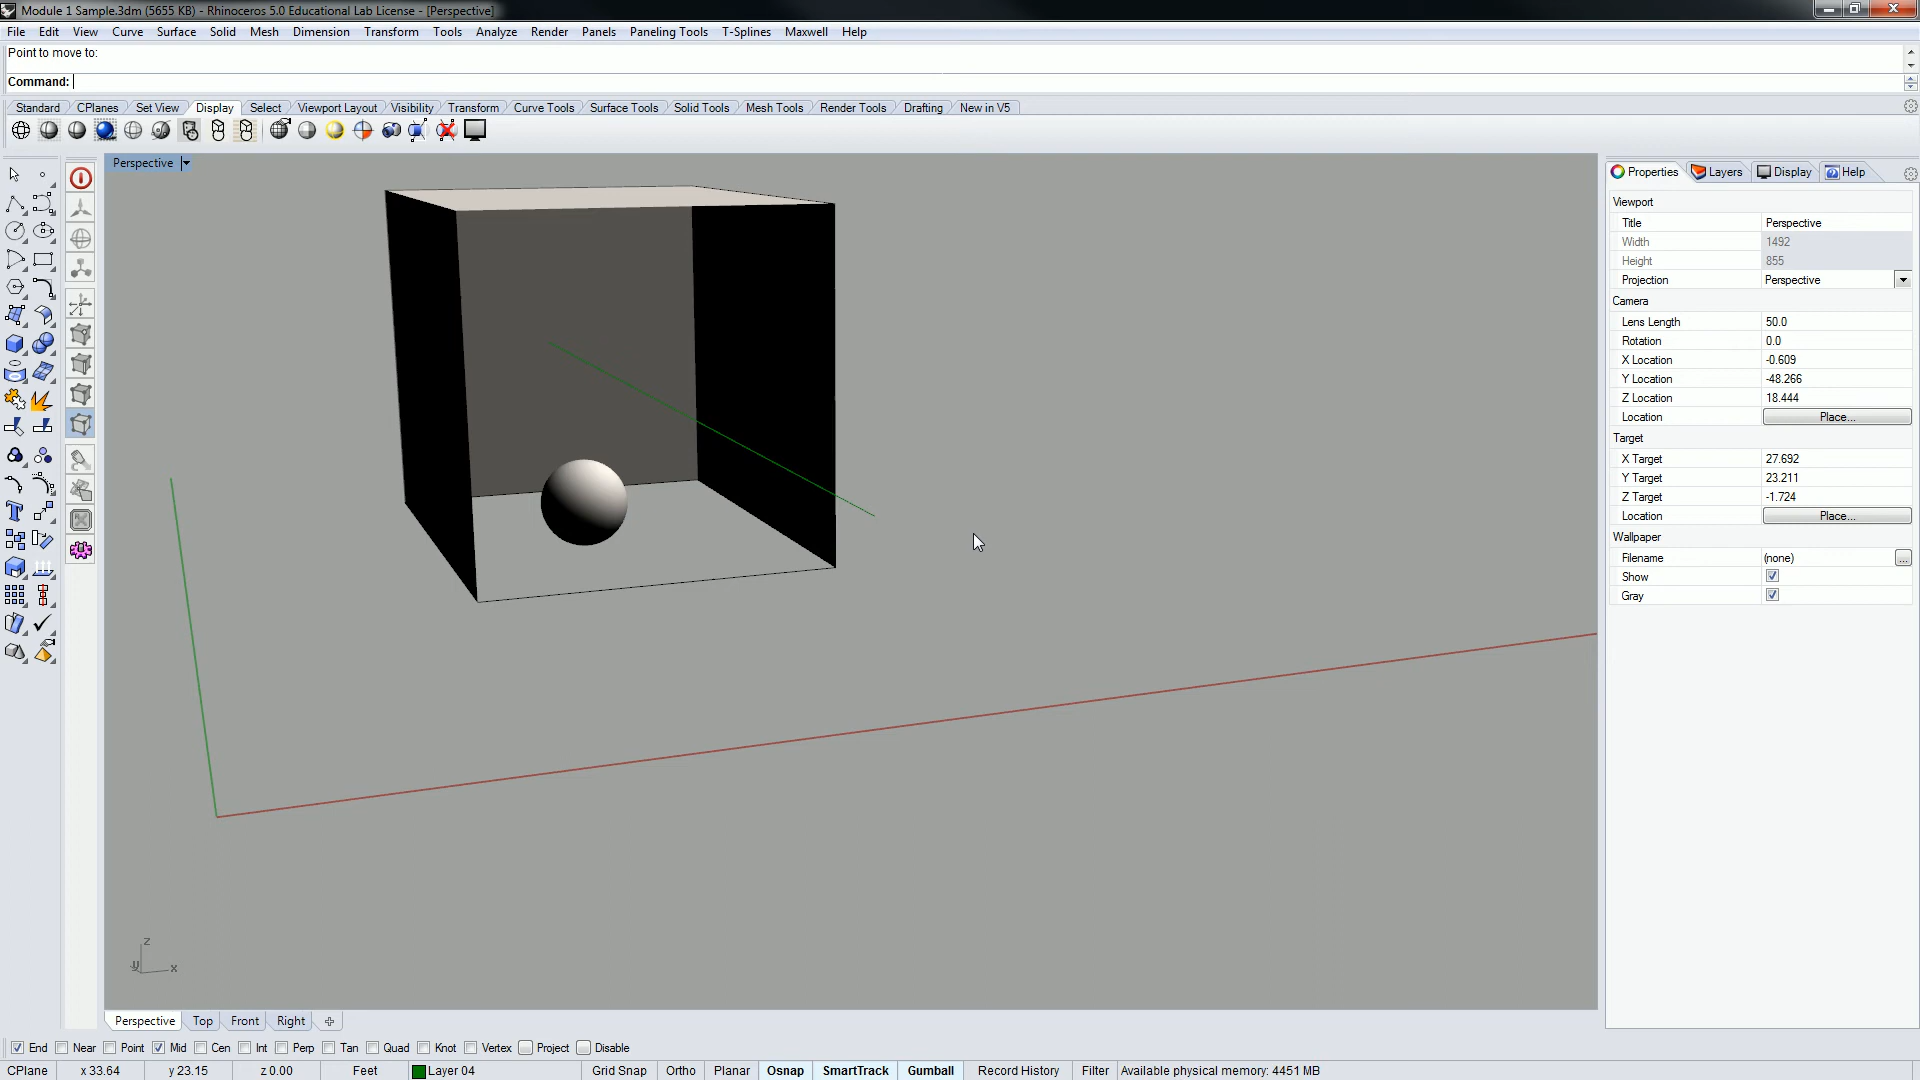 Module 1 Sample.3dm (5655 KB) - Rhinoceros 5.0 Educational Lab License - [Perspective]
File Edit View Curve Surface Solid Mesh Dimension Transform Tools Analyze Render Panels Paneling Tools T-Splines Maxwell Help
Point to move to:
Command:
Standard CPlanes Set View Display Select Viewport Layout Visibility Transform Curve Tools Surface Tools Solid Tools Mesh Tools Render Tools Drafting New in V5
Perspective
Properties Layers Display Help
Viewport
Title Perspective
Width 1492
Height 855
Projection Perspective
Camera
Lens Length 50.0
Rotation 0.0
X Location -0.609
Y Location -48.266
Z Location 18.444
Location Place...
Target
X Target 27.692
Y Target 23.211
Z Target -1.724
Location Place...
Wallpaper
Filename (none) ...
Show
Gray
z
y x
Perspective Top Front Right
End Near Point Mid Cen Int Perp Tan Quad Knot Vertex Project Disable
CPlane x 33.64 y 23.15 z 0.00 Feet Layer 04 Grid Snap Ortho Planar Osnap SmartTrack Gumball Record History Filter Available physical memory: 4451 MB